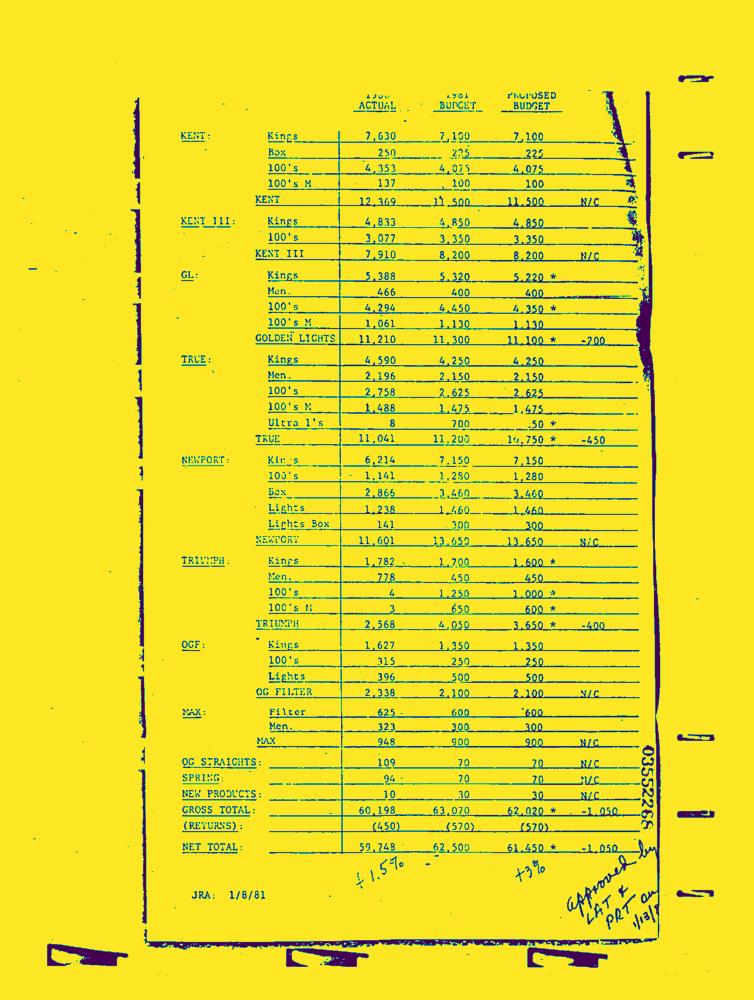 1981 PROPOSED
ACTUAL BUDGET BUDGET
KENT: Kings 7,630 7,100 7,100
Box 250 225 225
100's 4,353 4,075 4,075
100's M 137 100 100
KENT 12,369 11,500 11,500 N/C
KENT III: Kings 4,833 4,850 4,850
100's 3,077 3,350 3,350
KENT III 7,910 8,200 8,200 N/C
GL: Kings 5,388 5,320 5,220 *
Men. 466 400 400
100's 4,294 4,450 4,350 *
100's M 1,061 1,130 1,130
GOLDEN LIGHTS 11,210 11,300 11,100 * -200
TRUE: Kings 4,590 4,250 4,250
Men. 2,196 2,150 2,150
100's 2,758 2,625 2,625
100's M 1,488 1,475 1,475
Ultra 1's 8 700 .50 *
TRUE 11,041 11,200 10,750 * -450
NEWPORT: Kings 6,214 7,150 7,150
100's 1,141 1,280 1,280
Box 2,866 3,460 3,460
Lights 1,238 1,460 1,460
Lights Box 141 300 300
NEWPORT 11,601 13,650 13,650 N/C
TRIUMPH: Kings 1,782 1,700 1,600 *
Men. 778 450 450
100's 4 1,250 1,000 *
100's M 3 650 600 *
TRIUMPH 2,568 4,050 3,650 * -400
OGF: Kings 1,627 1,350 1,350
100's 315 250 250
Lights 396 500 500
OG FILTER 2,338 2,100 2,100 N/C
MAX: Filter 625 600 600
Men. 323 300 300
MAX 948 900 900 N/C
OG STRAIGHTS: 109 70 70 N/C
SPRING: 94 70 70 N/C
NEW PRODUCTS: 10 30 30 N/C
GROSS TOTAL: 60,198 63,070 62,020 * -1,050
(RETURNS): (450) (570) (570)
NET TOTAL: 59,748 62,500 61,450 * -1,050
+1.5% +3%
JRA: 1/8/81
approved by
LAT &
PRT on
1/13/8
03552268